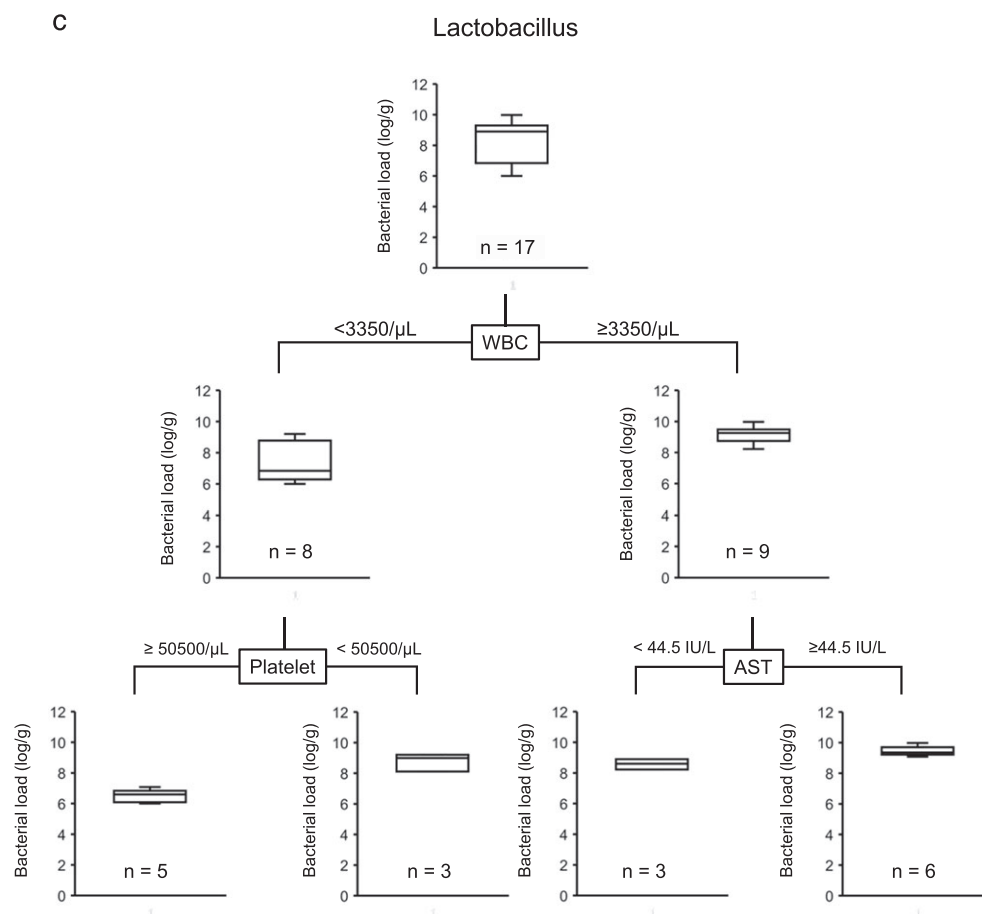 c
Lactobacillus
Bacterial load (log/g)
12
10
8
6
4
2
0
n = 17
<3350/μL
WBC
≥3350/μL
Bacterial load (log/g)
12
10
8
6
4
2
0
n = 8
Bacterial load (log/g)
12
10
8
6
4
2
0
n = 9
≥ 50500/μL
Platelet
< 50500/μL
< 44.5 IU/L
AST
≥44.5 IU/L
Bacterial load (log/g)
12
10
8
6
4
2
0
n = 5
Bacterial load (log/g)
12
10
8
6
4
2
0
n = 3
Bacterial load (log/g)
12
10
8
6
4
2
0
n = 3
Bacterial load (log/g)
12
10
8
6
4
2
0
n = 6